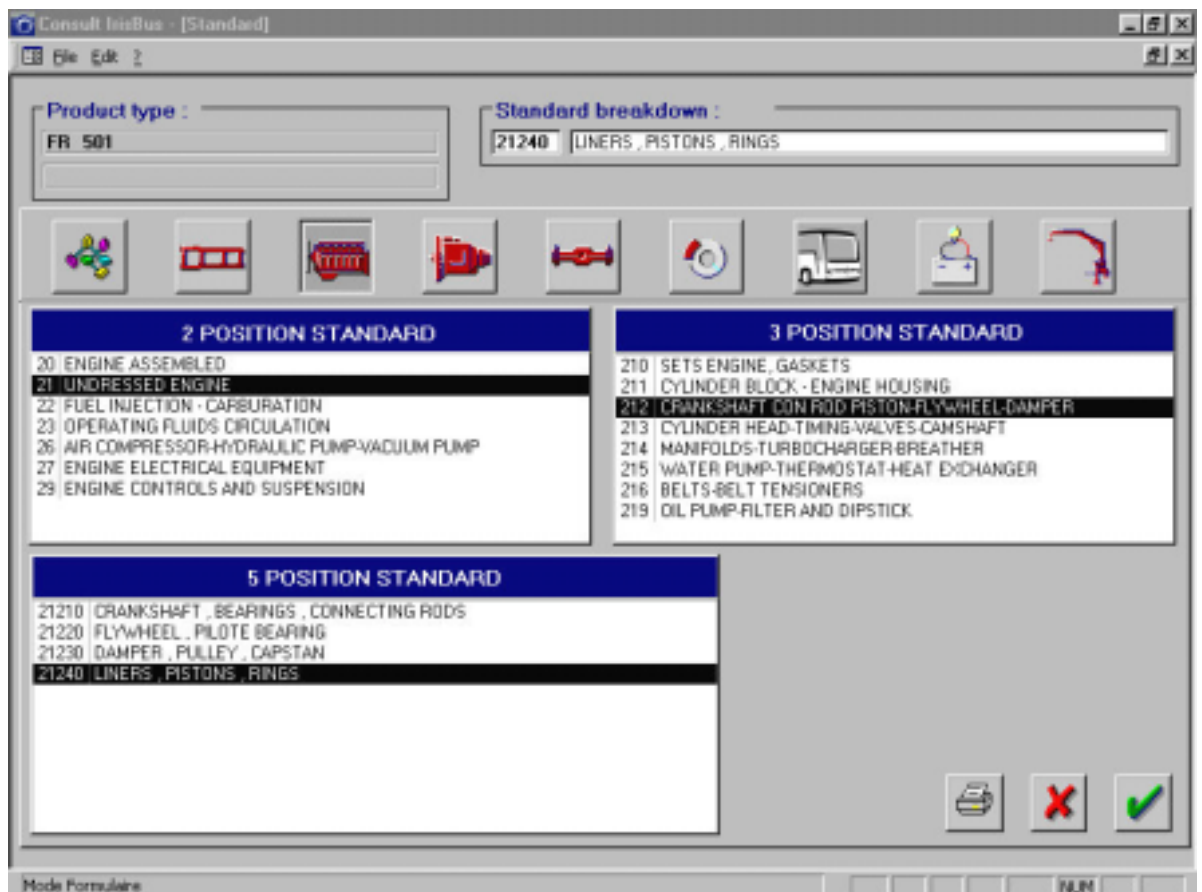 Consult IrisBus - [Standard]
File Edit ?
Product type :
FR 501
Standard breakdown :
21240 LINERS , PISTONS , RINGS
2 POSITION STANDARD
20 ENGINE ASSEMBLED
21 UNDRESSED ENGINE
22 FUEL INJECTION - CARBURATION
23 OPERATING FLUIDS CIRCULATION
26 AIR COMPRESSOR-HYDRAULIC PUMP-VACUUM PUMP
27 ENGINE ELECTRICAL EQUIPMENT
29 ENGINE CONTROLS AND SUSPENSION
3 POSITION STANDARD
210 SETS ENGINE, GASKETS
211 CYLINDER BLOCK - ENGINE HOUSING
212 CRANKSHAFT CON ROD PISTON-FLYWHEEL-DAMPER
213 CYLINDER HEAD-TIMING-VALVES-CAMSHAFT
214 MANIFOLDS-TURBOCHARGER-BREATHER
215 WATER PUMP-THERMOSTAT-HEAT EXCHANGER
216 BELTS-BELT TENSIONERS
219 OIL PUMP-FILTER AND DIPSTICK
5 POSITION STANDARD
21210 CRANKSHAFT , BEARINGS , CONNECTING RODS
21220 FLYWHEEL , PILOTE BEARING
21230 DAMPER , PULLEY , CAPSTAN
21240 LINERS , PISTONS , RINGS
Mode Formulaire
NUM